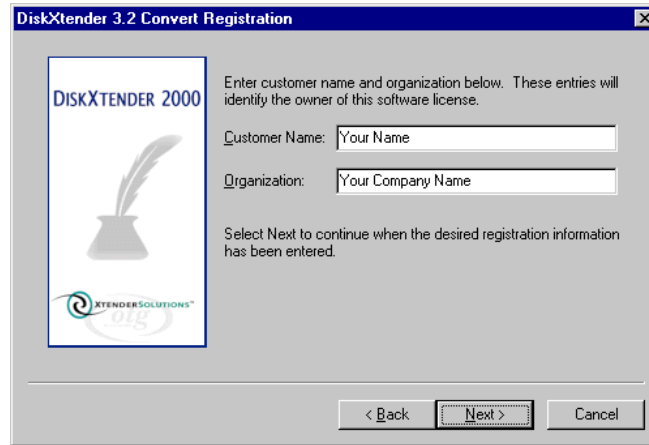 DiskXtender 3.2 Convert Registration
DISKXTENDER 2000
Enter customer name and organization below. These entries will
identify the owner of this software license.
Customer Name: Your Name
Organization: Your Company Name
Select Next to continue when the desired registration information
has been entered.
XTENDERSOLUTIONS™
otg
< Back Next > Cancel